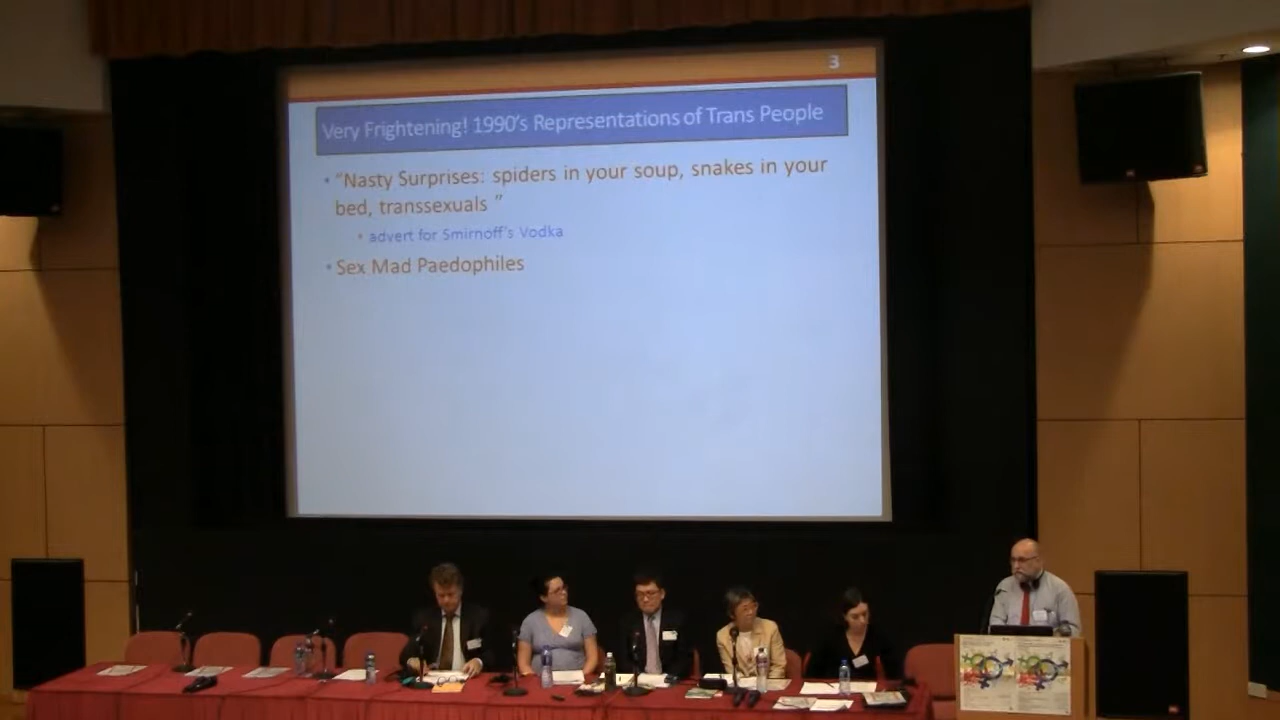 3
Very Frightening! 1990's Representations of Trans People
• "Nasty Surprises: spiders in your soup, snakes in your
bed, transsexuals "
• advert for Smirnoff's Vodka
• Sex Mad Paedophiles